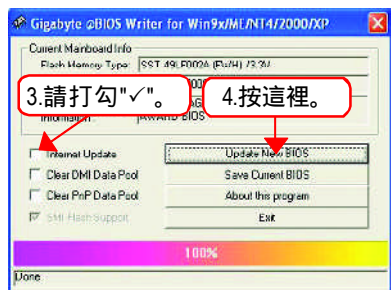 Gigabyte @BIOS Writer for Win9x/ME/NT4/2000/XP
Current Mainboard Info
Flash Memory Type: SST 49LF002A (FWH) /3.3V
3.請打勾"✓"。
4.按這裡。
Information : AWARD BIOS
Internet Update
Update New BIOS
Clear DMI Data Pool
Save Current BIOS
Clear PnP Data Pool
About this program
SMI Flash Support
Exit
100%
Done